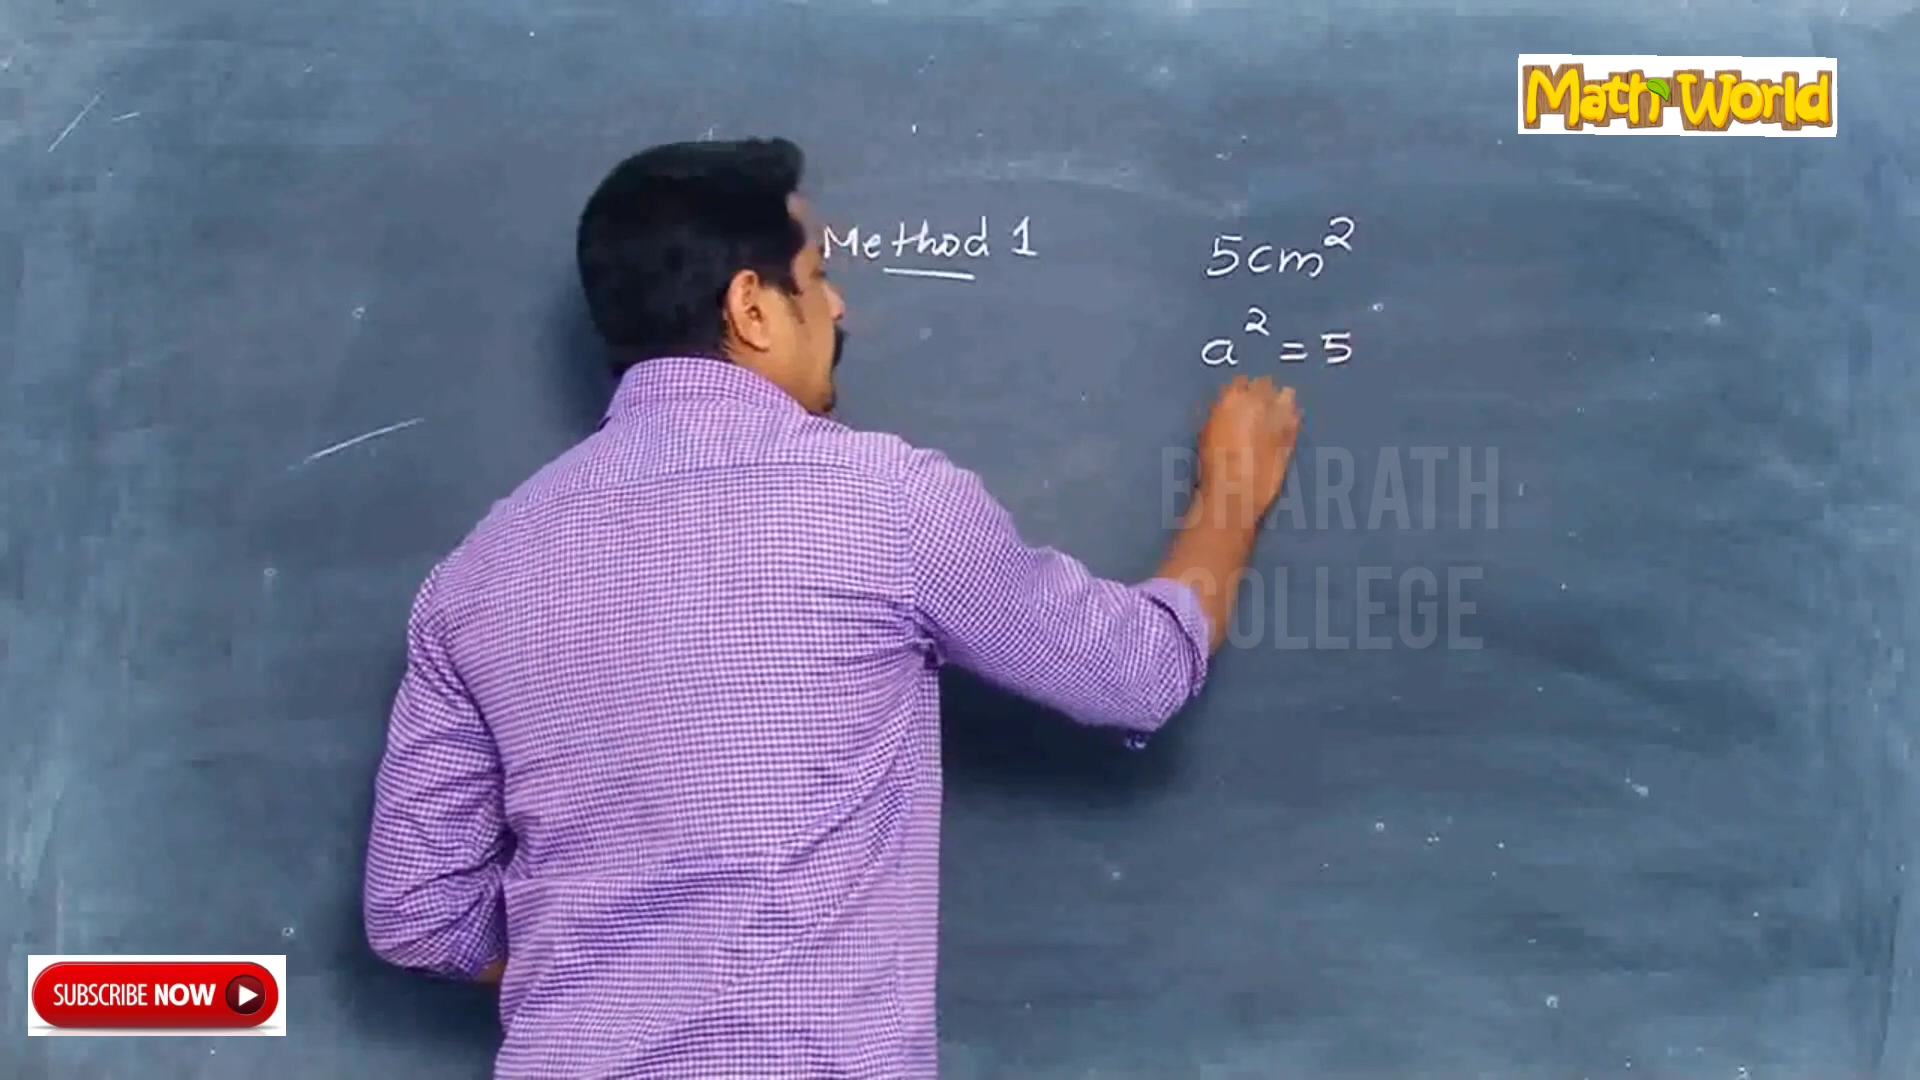 Math World
Method 1
5cm²
a² = 5
BHARATH
COLLEGE
SUBSCRIBE NOW